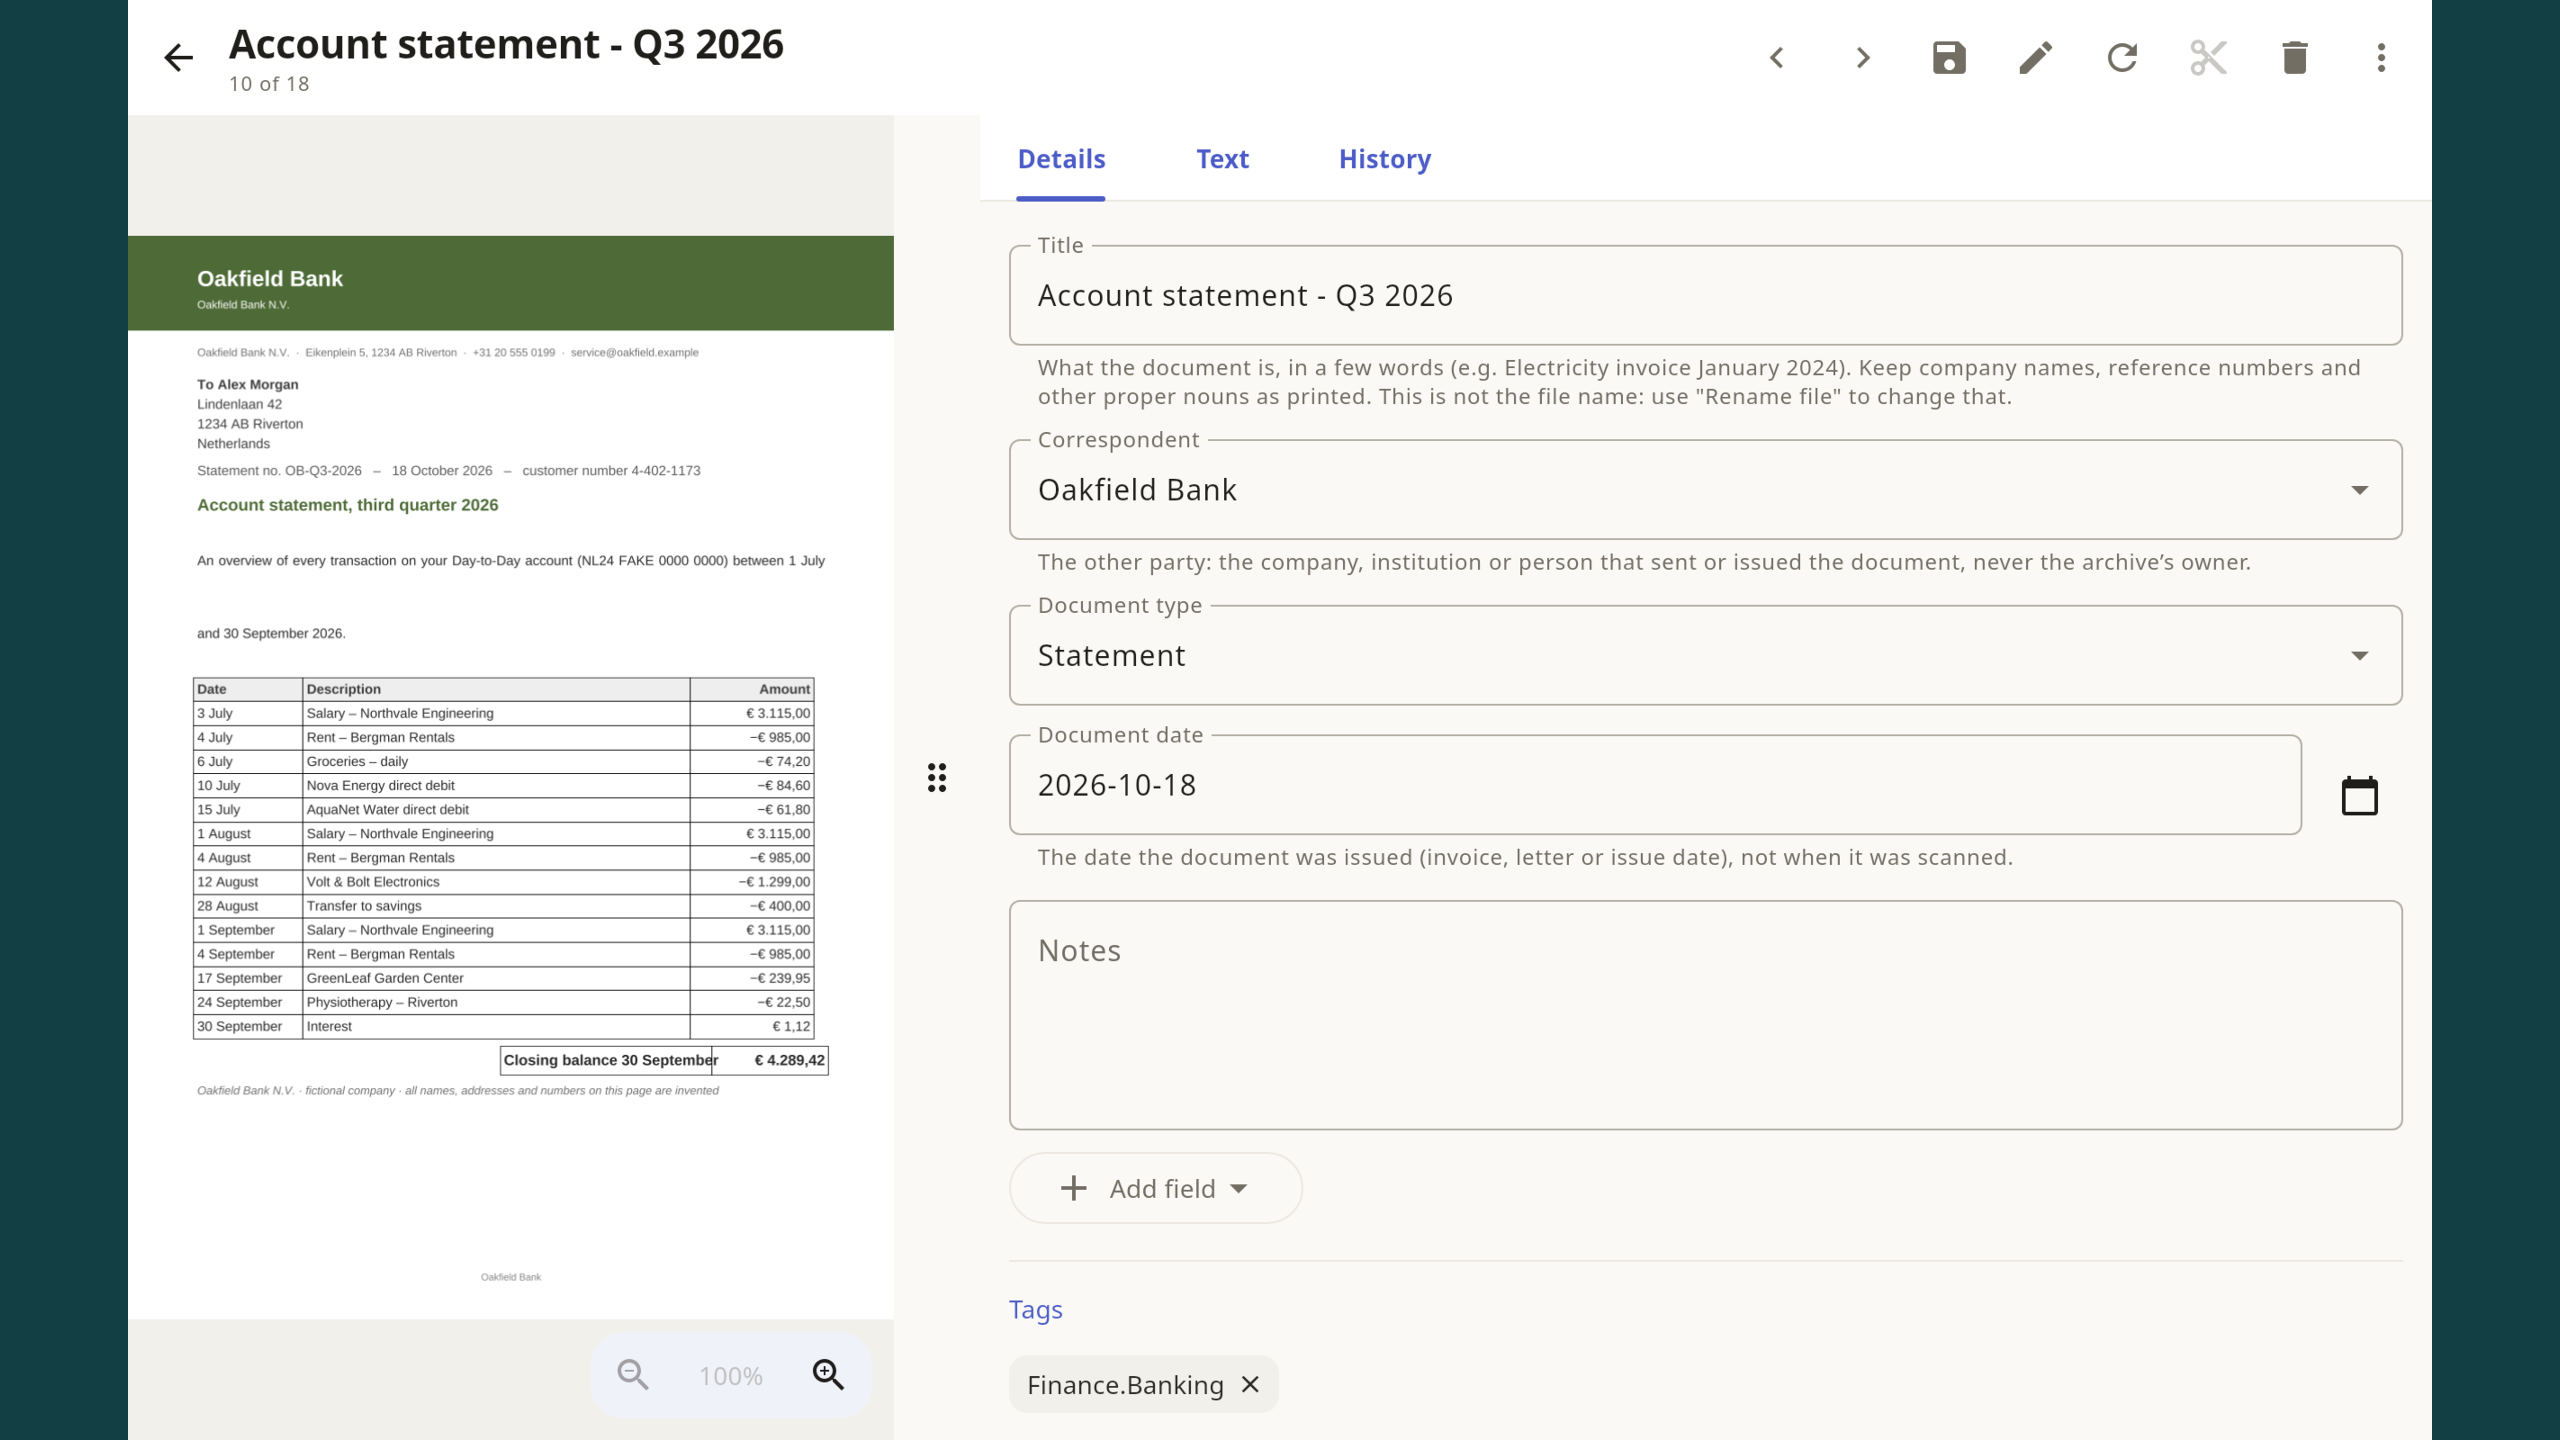 Account statement - Q3 2026
10 of 18
Oakfield Bank
Oakfield Bank N.V.
Oakfield Bank N.V. · Eikenplein 5, 1234 AB Riverton · +31 20 555 0199 · service@oakfield.example
To Alex Morgan
Lindenlaan 42
1234 AB Riverton
Netherlands
Statement no. OB-Q3-2026 – 18 October 2026 – customer number 4-402-1173
Account statement, third quarter 2026
An overview of every transaction on your Day-to-Day account (NL24 FAKE 0000 0000) between 1 July
and 30 September 2026.
Date Description Amount
3 July Salary – Northvale Engineering € 3.115,00
4 July Rent – Bergman Rentals −€ 985,00
6 July Groceries – daily −€ 74,20
10 July Nova Energy direct debit −€ 84,60
15 July AquaNet Water direct debit −€ 61,80
1 August Salary – Northvale Engineering € 3.115,00
4 August Rent – Bergman Rentals −€ 985,00
12 August Volt & Bolt Electronics −€ 1.299,00
28 August Transfer to savings −€ 400,00
1 September Salary – Northvale Engineering € 3.115,00
4 September Rent – Bergman Rentals −€ 985,00
17 September GreenLeaf Garden Center −€ 239,95
24 September Physiotherapy – Riverton −€ 22,50
30 September Interest € 1,12
Closing balance 30 September € 4.289,42
Oakfield Bank N.V. · fictional company · all names, addresses and numbers on this page are invented
Oakfield Bank
100%
Details Text History
Title
Account statement - Q3 2026
What the document is, in a few words (e.g. Electricity invoice January 2024). Keep company names, reference numbers and
other proper nouns as printed. This is not the file name: use "Rename file" to change that.
Correspondent
Oakfield Bank
The other party: the company, institution or person that sent or issued the document, never the archive’s owner.
Document type
Statement
Document date
2026-10-18
The date the document was issued (invoice, letter or issue date), not when it was scanned.
Notes
Add field
Tags
Finance.Banking